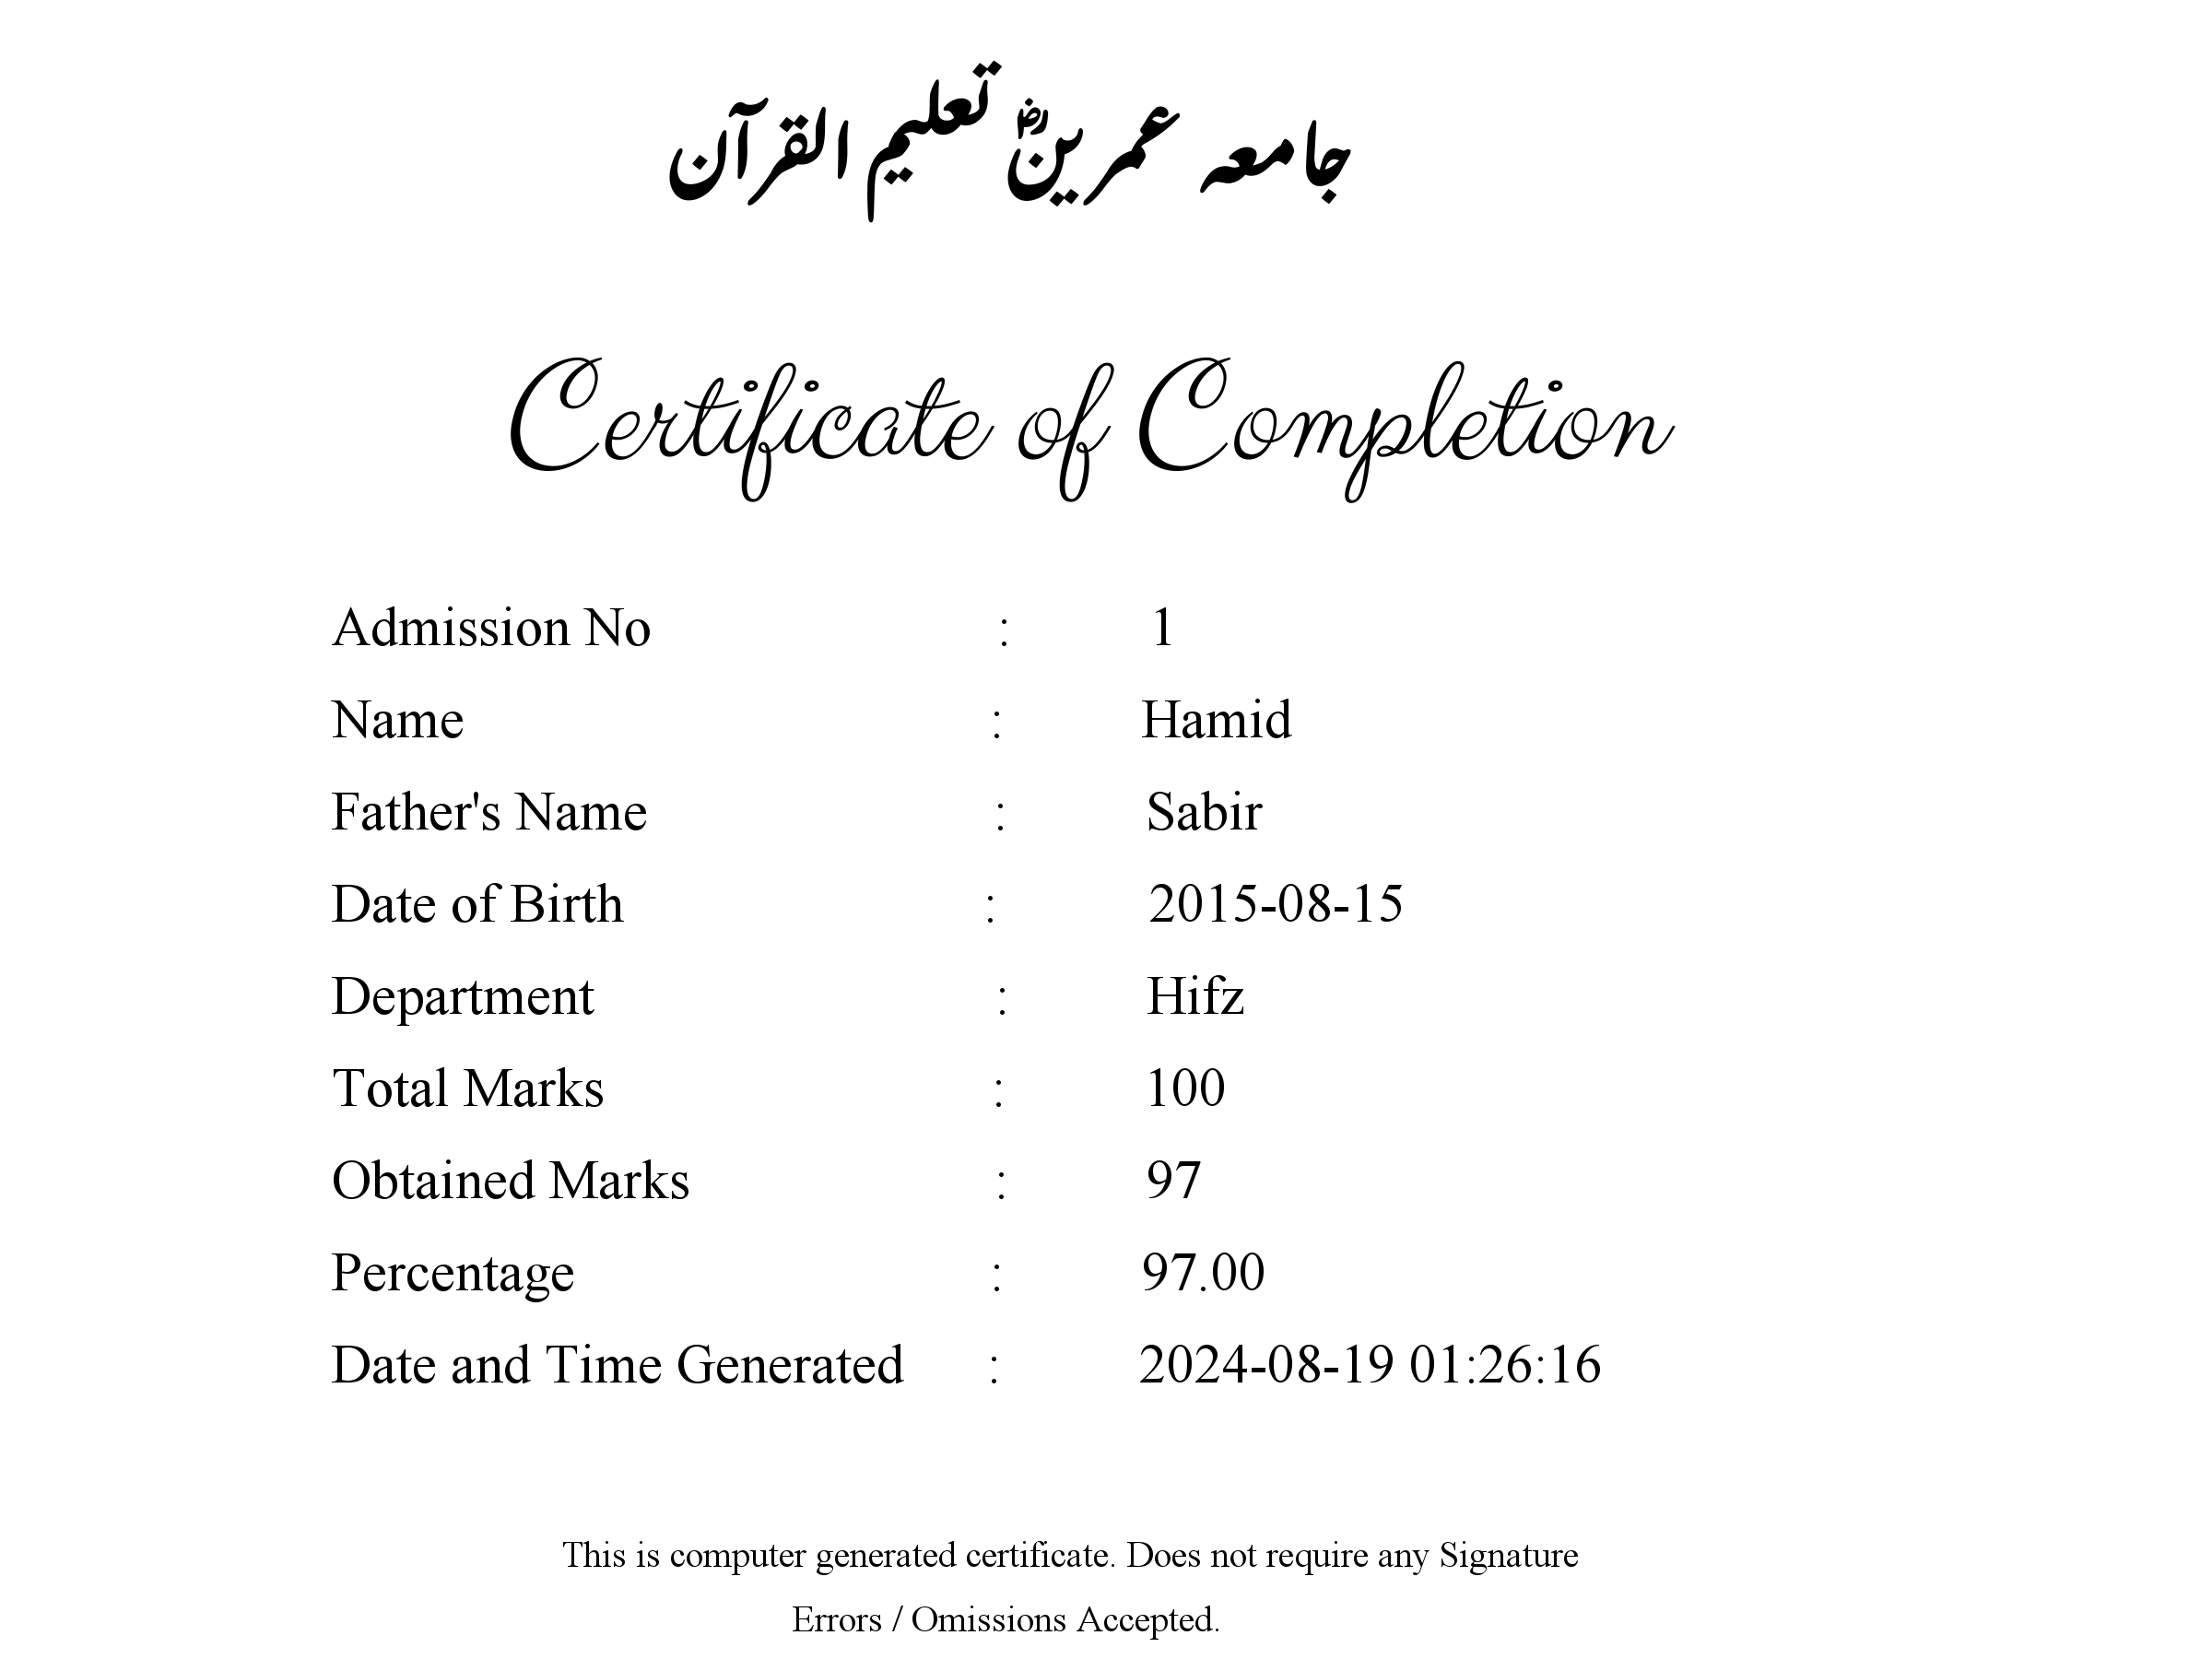 جامعہ عمرینؓ تعلیم القرآن
Certificate of Completion
Admission No : 1
Name : Hamid
Father's Name : Sabir
Date of Birth : 2015-08-15
Department : Hifz
Total Marks : 100
Obtained Marks : 97
Percentage : 97.00
Date and Time Generated : 2024-08-19 01:26:16
This is computer generated certificate. Does not require any Signature
Errors / Omissions Accepted.